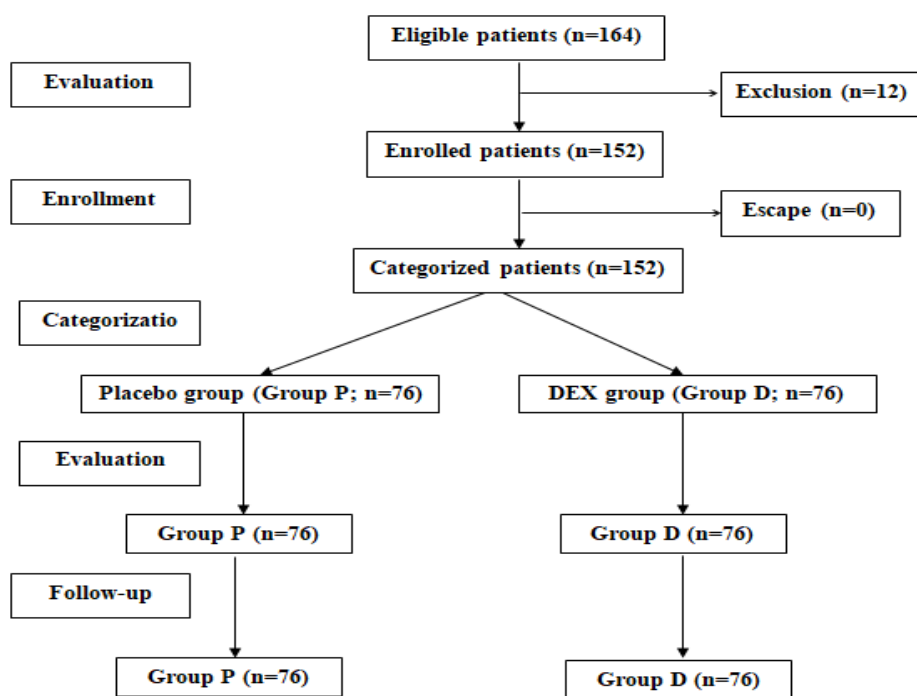 Eligible patients (n=164)
Evaluation
Exclusion (n=12)
Enrolled patients (n=152)
Enrollment
Escape (n=0)
Categorized patients (n=152)
Categorizatio
Placebo group (Group P; n=76)
DEX group (Group D; n=76)
Evaluation
Group P (n=76)
Group D (n=76)
Follow-up
Group P (n=76)
Group D (n=76)